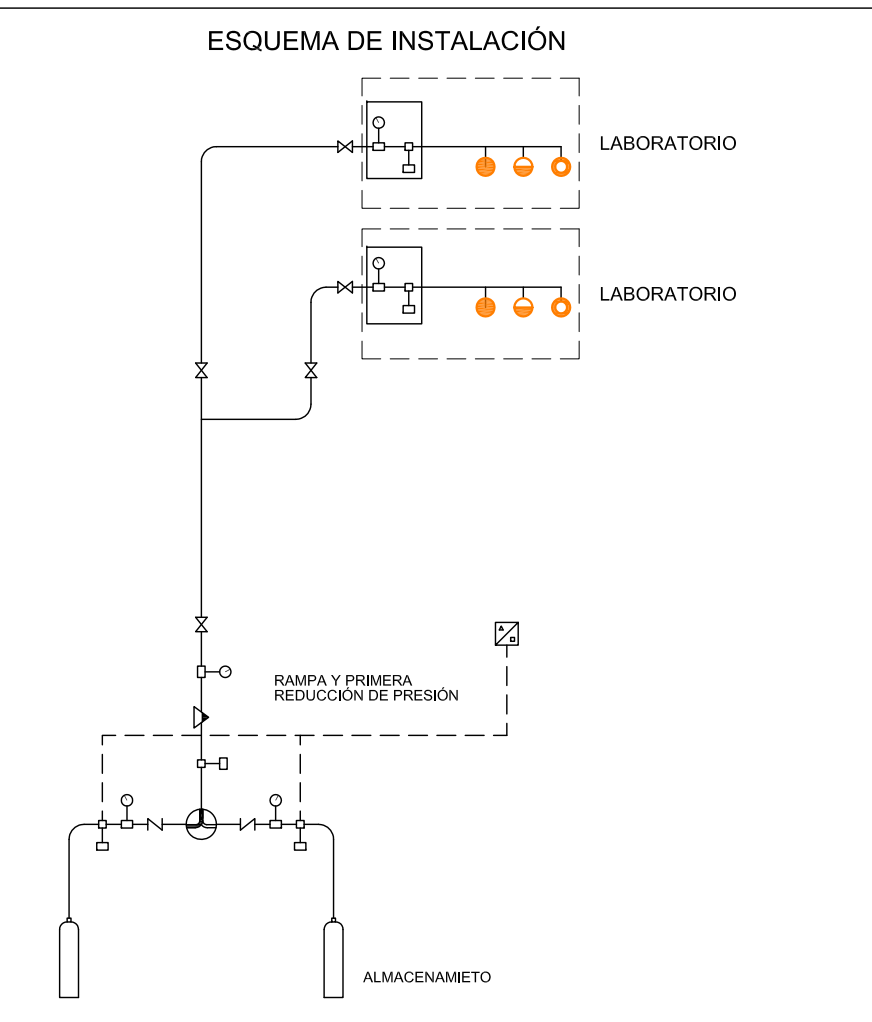 ESQUEMA DE INSTALACIÓN
LABORATORIO
LABORATORIO
RAMPA Y PRIMERA
REDUCCIÓN DE PRESIÓN
ALMACENAMIETO